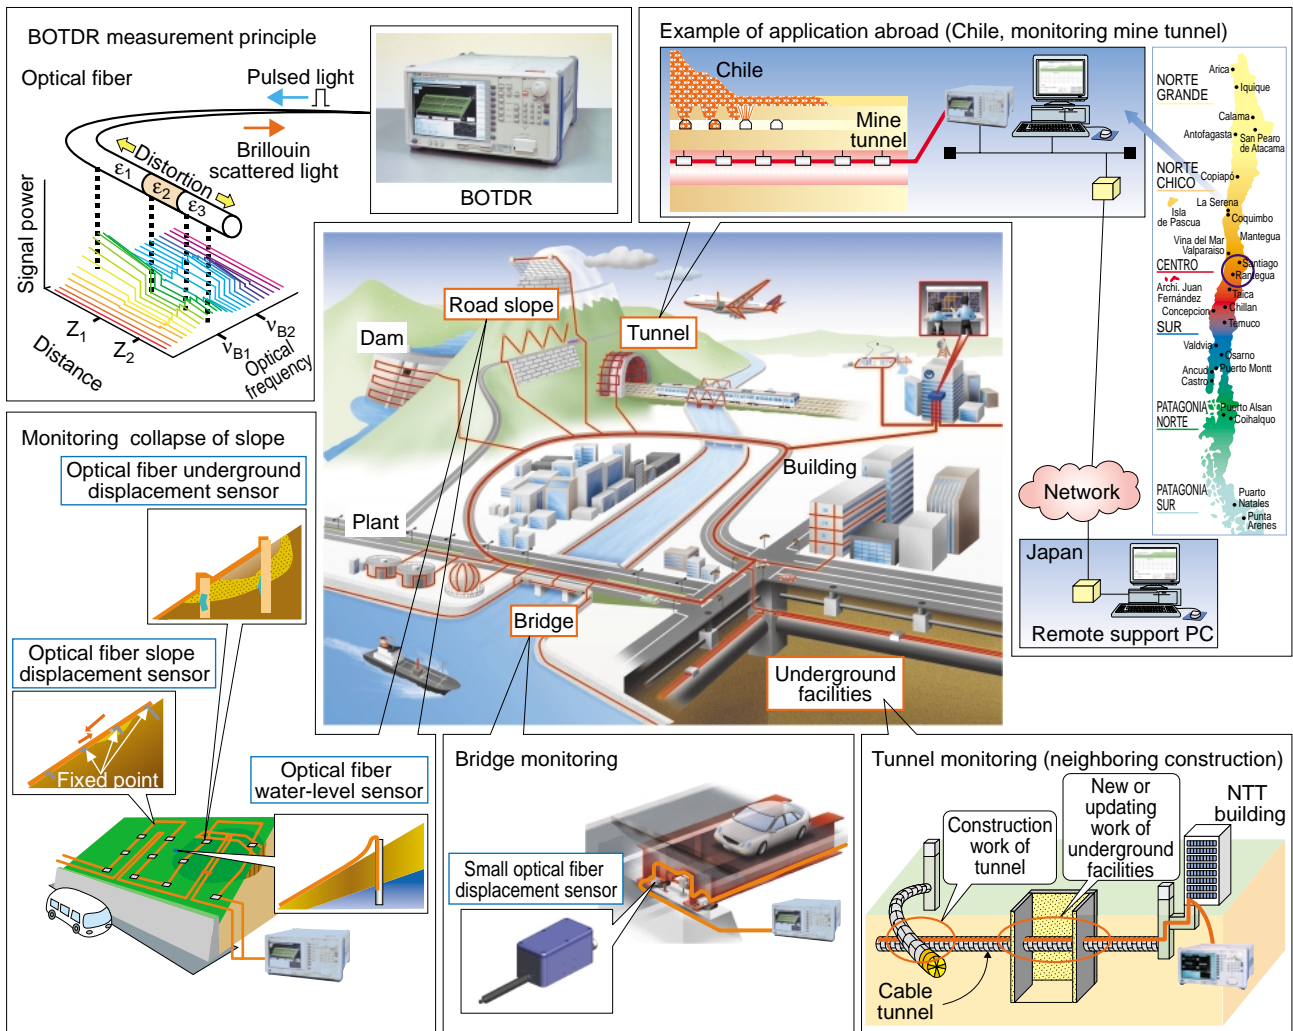 BOTDR measurement principle
Optical fiber
Pulsed light
Brillouin
scattered light
Distortion
ε1
ε2
ε3
Signal power
Z1
Z2
Distance
νB1
νB2
Optical
frequency
BOTDR
Example of application abroad (Chile, monitoring mine tunnel)
Chile
Mine
tunnel
NORTE
GRANDE
Arica
Iquique
Calama
Antofagasta
San Pearo
de Atacama
NORTE
CHICO
Copiapó
La Serena
Isla
de Pascua
Coquimbo
Mantegua
Vina del Mar
Valparaiso
CENTRO
Santiago
Rantegua
Archi. Juan
Fernández
Taica
Chillan
Concepcion
SUR
Temuco
Valdvia
Osarno
Ancud
Puerto Montt
Castro
PATAGONIA
NORTE
Puerto Alsan
Coihalquo
PATAGONIA
SUR
Puarto
Natales
Punta
Arenes
Network
Japan
Remote support PC
Road slope
Dam
Tunnel
Building
Plant
Bridge
Underground
facilities
Monitoring collapse of slope
Optical fiber underground
displacement sensor
Optical fiber slope
displacement sensor
Fixed point
Optical fiber
water-level sensor
Bridge monitoring
Small optical fiber
displacement sensor
Tunnel monitoring (neighboring construction)
Construction
work of
tunnel
New or
updating
work of
underground
facilities
NTT
building
Cable
tunnel